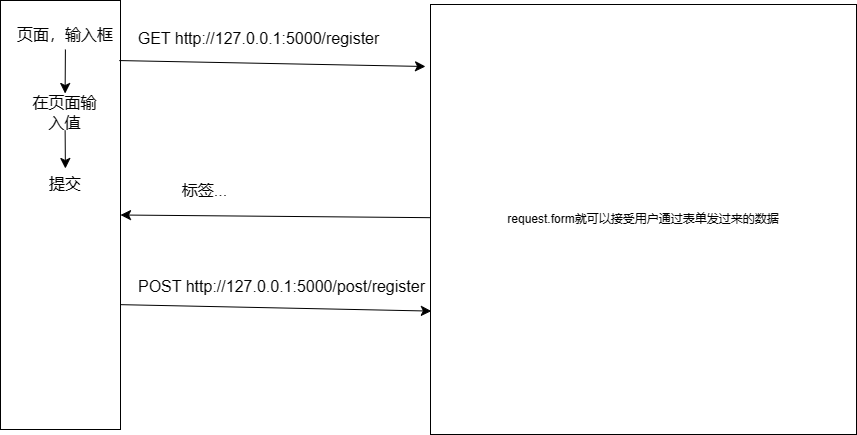 页面，输入框
GET http://127.0.0.1:5000/register
在页面输
入值
提交
标签...
request.form就可以接受用户通过表单发过来的数据
POST http://127.0.0.1:5000/post/register